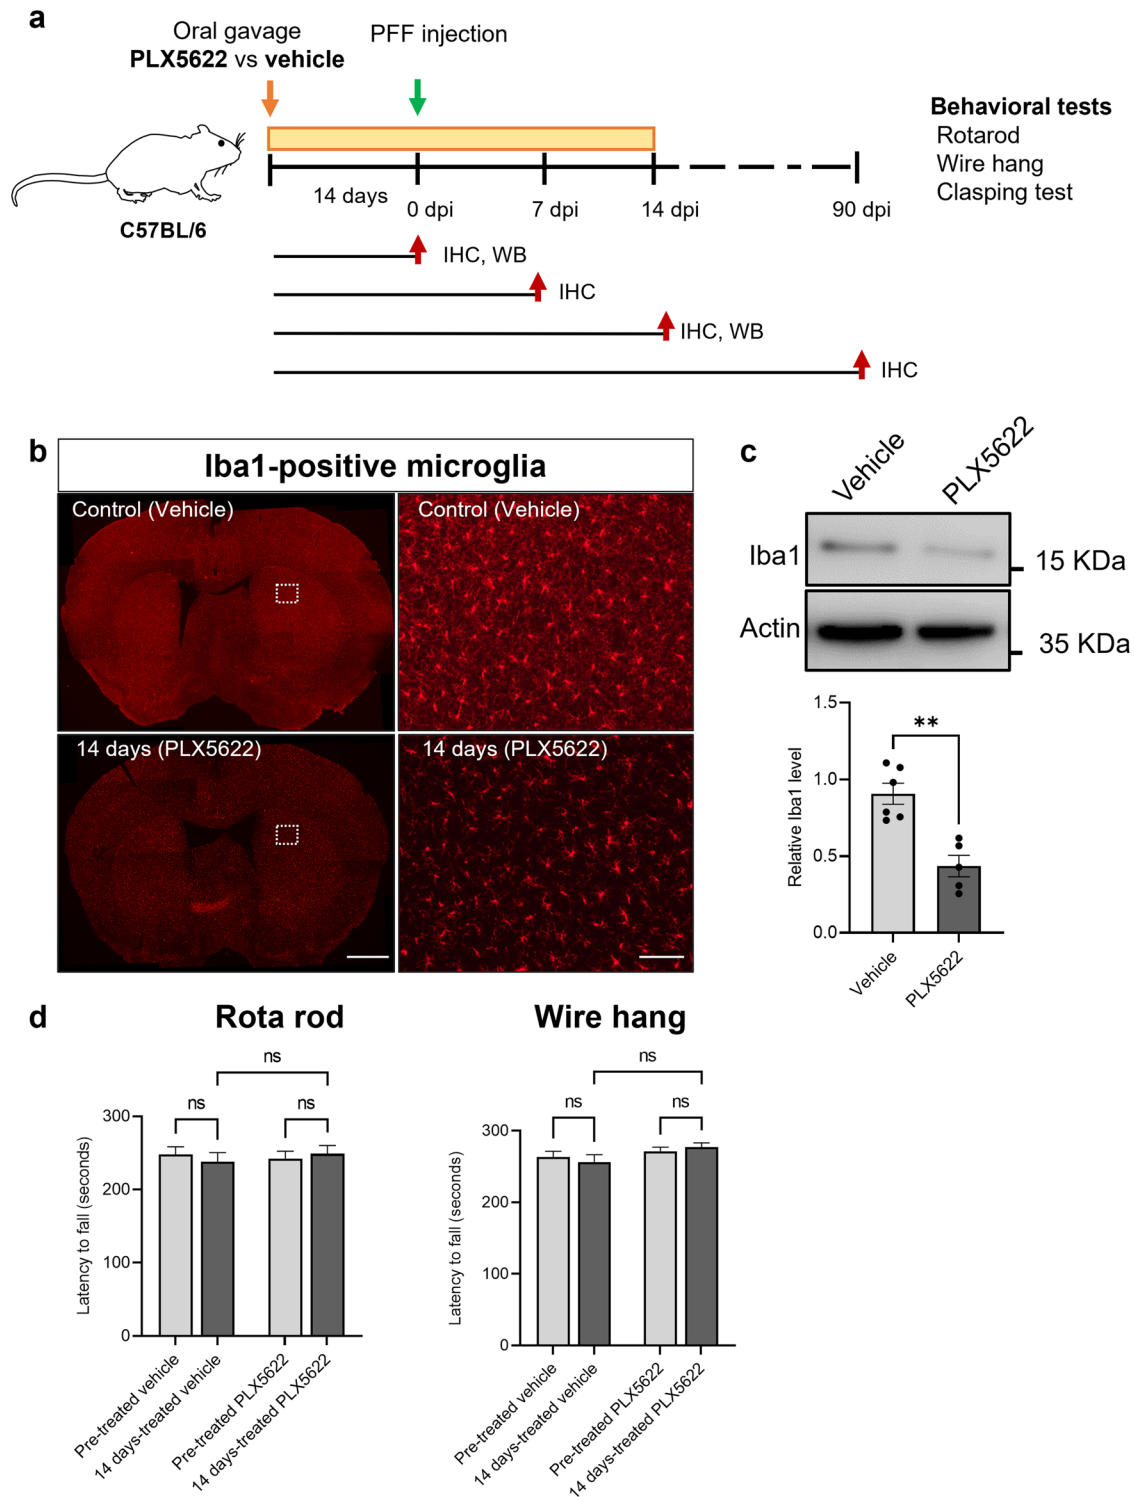 a
Oral gavage
PLX5622 vs vehicle
PFF injection
Behavioral tests
Rotarod
Wire hang
Clasping test
14 days
0 dpi
7 dpi
14 dpi
90 dpi
C57BL/6
IHC, WB
IHC
IHC, WB
IHC
b
Iba1-positive microglia
Control (Vehicle)
Control (Vehicle)
14 days (PLX5622)
14 days (PLX5622)
c
Vehicle
PLX5622
Iba1
15 KDa
Actin
35 KDa
1.5
1.0
0.5
0.0
Relative Iba1 level
**
Vehicle
PLX5622
d
Rota rod
ns
ns
ns
300
200
100
0
Latency to fall (seconds)
Pre-treated vehicle
14 days-treated vehicle
Pre-treated PLX5622
14 days-treated PLX5622
Wire hang
ns
ns
ns
300
200
100
0
Latency to fall (seconds)
Pre-treated vehicle
14 days-treated vehicle
Pre-treated PLX5622
14 days-treated PLX5622